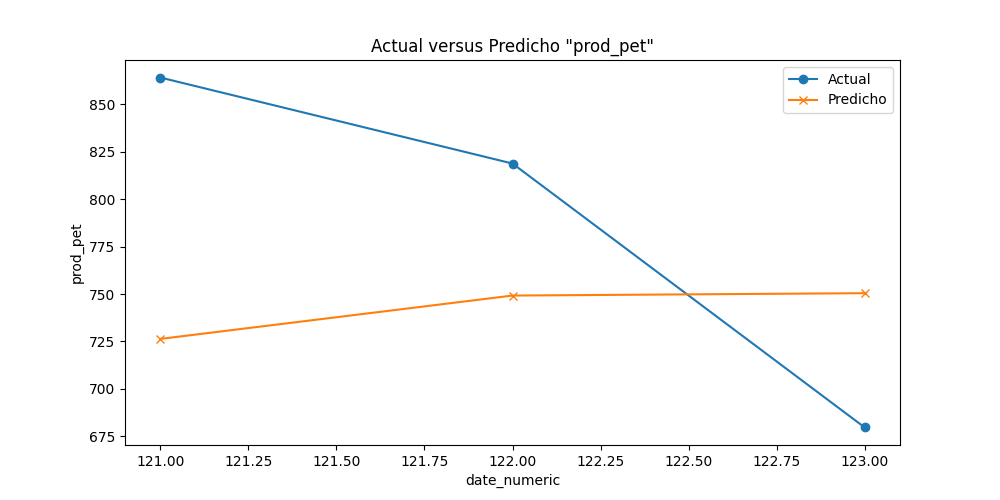 Actual versus Predicho "prod_pet"
Actual
Predicho
prod_pet
850
825
800
775
750
725
700
675
121.00 121.25 121.50 121.75 122.00 122.25 122.50 122.75 123.00
date_numeric